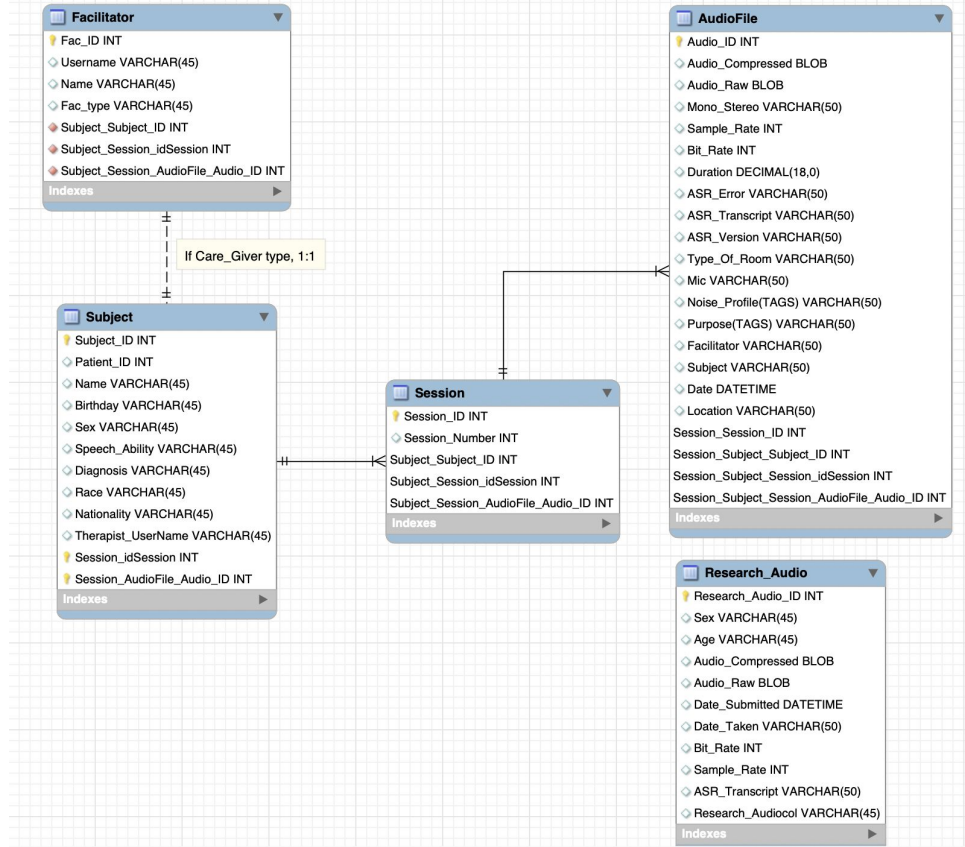 Facilitator
Fac_ID INT
Username VARCHAR(45)
Name VARCHAR(45)
Fac_type VARCHAR(45)
Subject_Subject_ID INT
Subject_Session_idSession INT
Subject_Session_AudioFile_Audio_ID INT
Indexes
If Care_Giver type, 1:1
Subject
Subject_ID INT
Patient_ID INT
Name VARCHAR(45)
Birthday VARCHAR(45)
Sex VARCHAR(45)
Speech_Ability VARCHAR(45)
Diagnosis VARCHAR(45)
Race VARCHAR(45)
Nationality VARCHAR(45)
Therapist_UserName VARCHAR(45)
Session_idSession INT
Session_AudioFile_Audio_ID INT
Indexes
Session
Session_ID INT
Session_Number INT
Subject_Subject_ID INT
Subject_Session_idSession INT
Subject_Session_AudioFile_Audio_ID INT
Indexes
AudioFile
Audio_ID INT
Audio_Compressed BLOB
Audio_Raw BLOB
Mono_Stereo VARCHAR(50)
Sample_Rate INT
Bit_Rate INT
Duration DECIMAL(18,0)
ASR_Error VARCHAR(50)
ASR_Transcript VARCHAR(50)
ASR_Version VARCHAR(50)
Type_Of_Room VARCHAR(50)
Mic VARCHAR(50)
Noise_Profile(TAGS) VARCHAR(50)
Purpose(TAGS) VARCHAR(50)
Facilitator VARCHAR(50)
Subject VARCHAR(50)
Date DATETIME
Location VARCHAR(50)
Session_Session_ID INT
Session_Subject_Subject_ID INT
Session_Subject_Session_idSession INT
Session_Subject_Session_AudioFile_Audio_ID INT
Indexes
Research_Audio
Research_Audio_ID INT
Sex VARCHAR(45)
Age VARCHAR(45)
Audio_Compressed BLOB
Audio_Raw BLOB
Date_Submitted DATETIME
Date_Taken VARCHAR(50)
Bit_Rate INT
Sample_Rate INT
ASR_Transcript VARCHAR(50)
Research_Audiocol VARCHAR(45)
Indexes